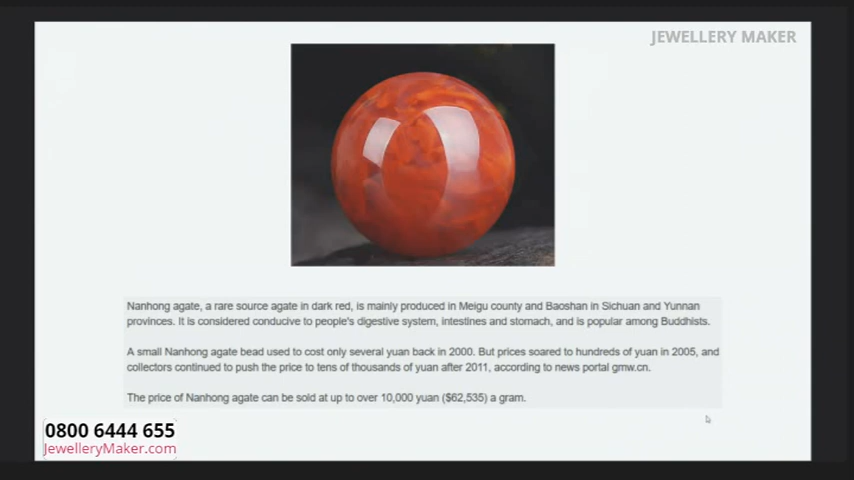 JEWELLERY MAKER
Nanhong agate, a rare source agate in dark red, is mainly produced in Meigu county and Baoshan in Sichuan and Yunnan
provinces. It is considered conducive to people's digestive system, intestines and stomach, and is popular among Buddhists.
A small Nanhong agate bead used to cost only several yuan back in 2000. But prices soared to hundreds of yuan in 2005, and
collectors continued to push the price to tens of thousands of yuan after 2011, according to news portal gmw.cn.
The price of Nanhong agate can be sold at up to over 10,000 yuan ($62,535) a gram.
0800 6444 655
JewelleryMaker.com